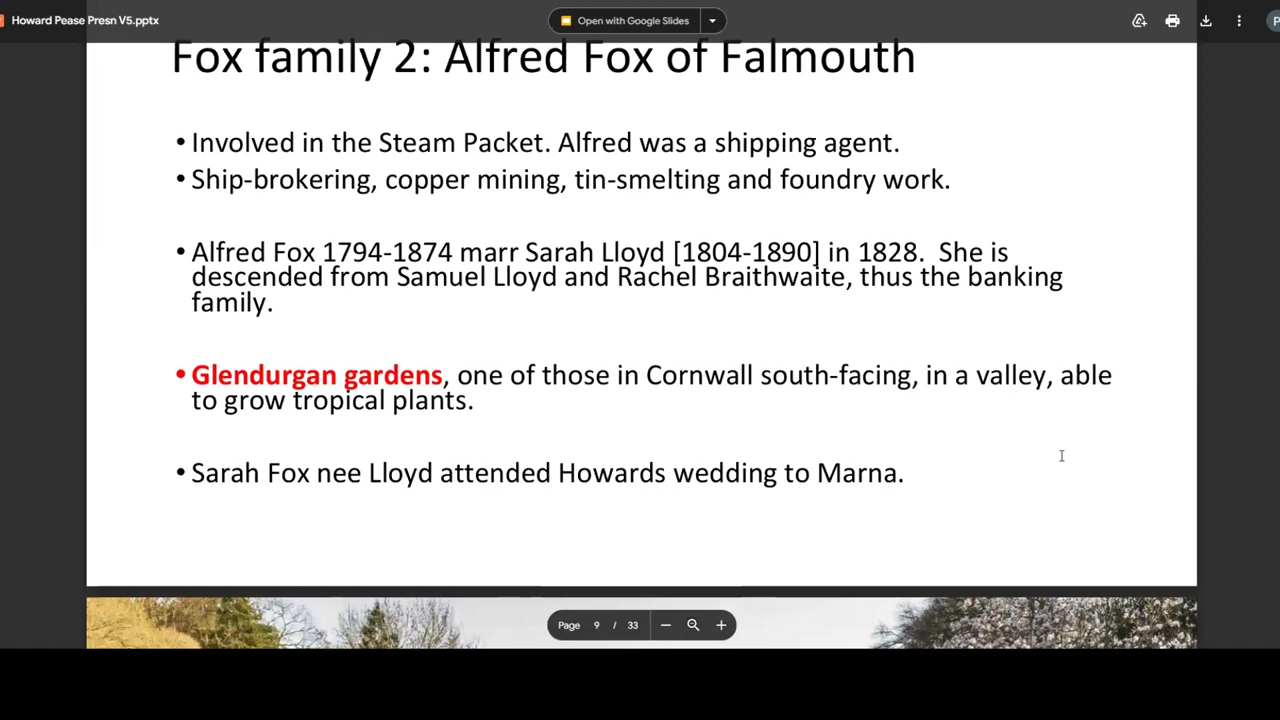 Howard Pease Presn V5.pptx
Open with Google Slides
Fox family 2: Alfred Fox of Falmouth
• Involved in the Steam Packet. Alfred was a shipping agent.
• Ship-brokering, copper mining, tin-smelting and foundry work.
• Alfred Fox 1794-1874 marr Sarah Lloyd [1804-1890] in 1828.  She is
descended from Samuel Lloyd and Rachel Braithwaite, thus the banking
family.
• Glendurgan gardens, one of those in Cornwall south-facing, in a valley, able
to grow tropical plants.
• Sarah Fox nee Lloyd attended Howards wedding to Marna.
Page 9 / 33